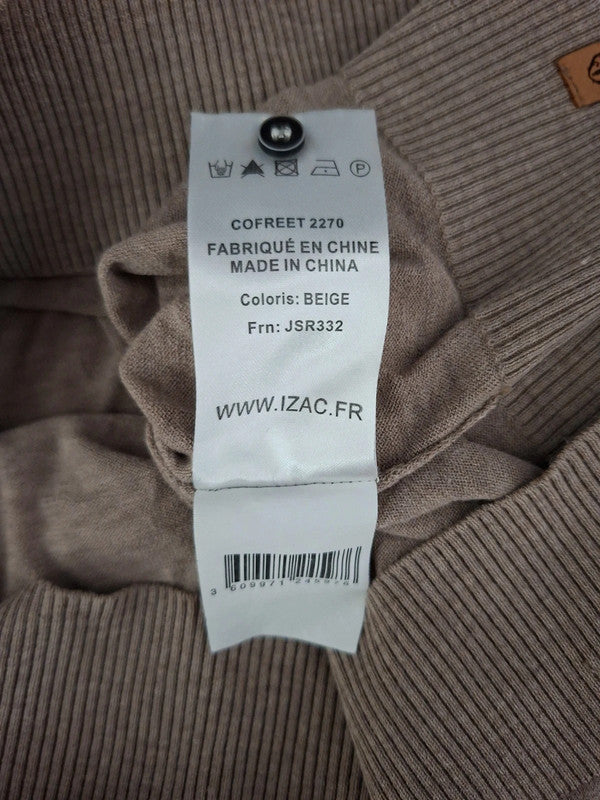 P
COFREET 2270
FABRIQUÉ EN CHINE
MADE IN CHINA
Coloris: BEIGE
Frn: JSR332
WWW.IZAC.FR